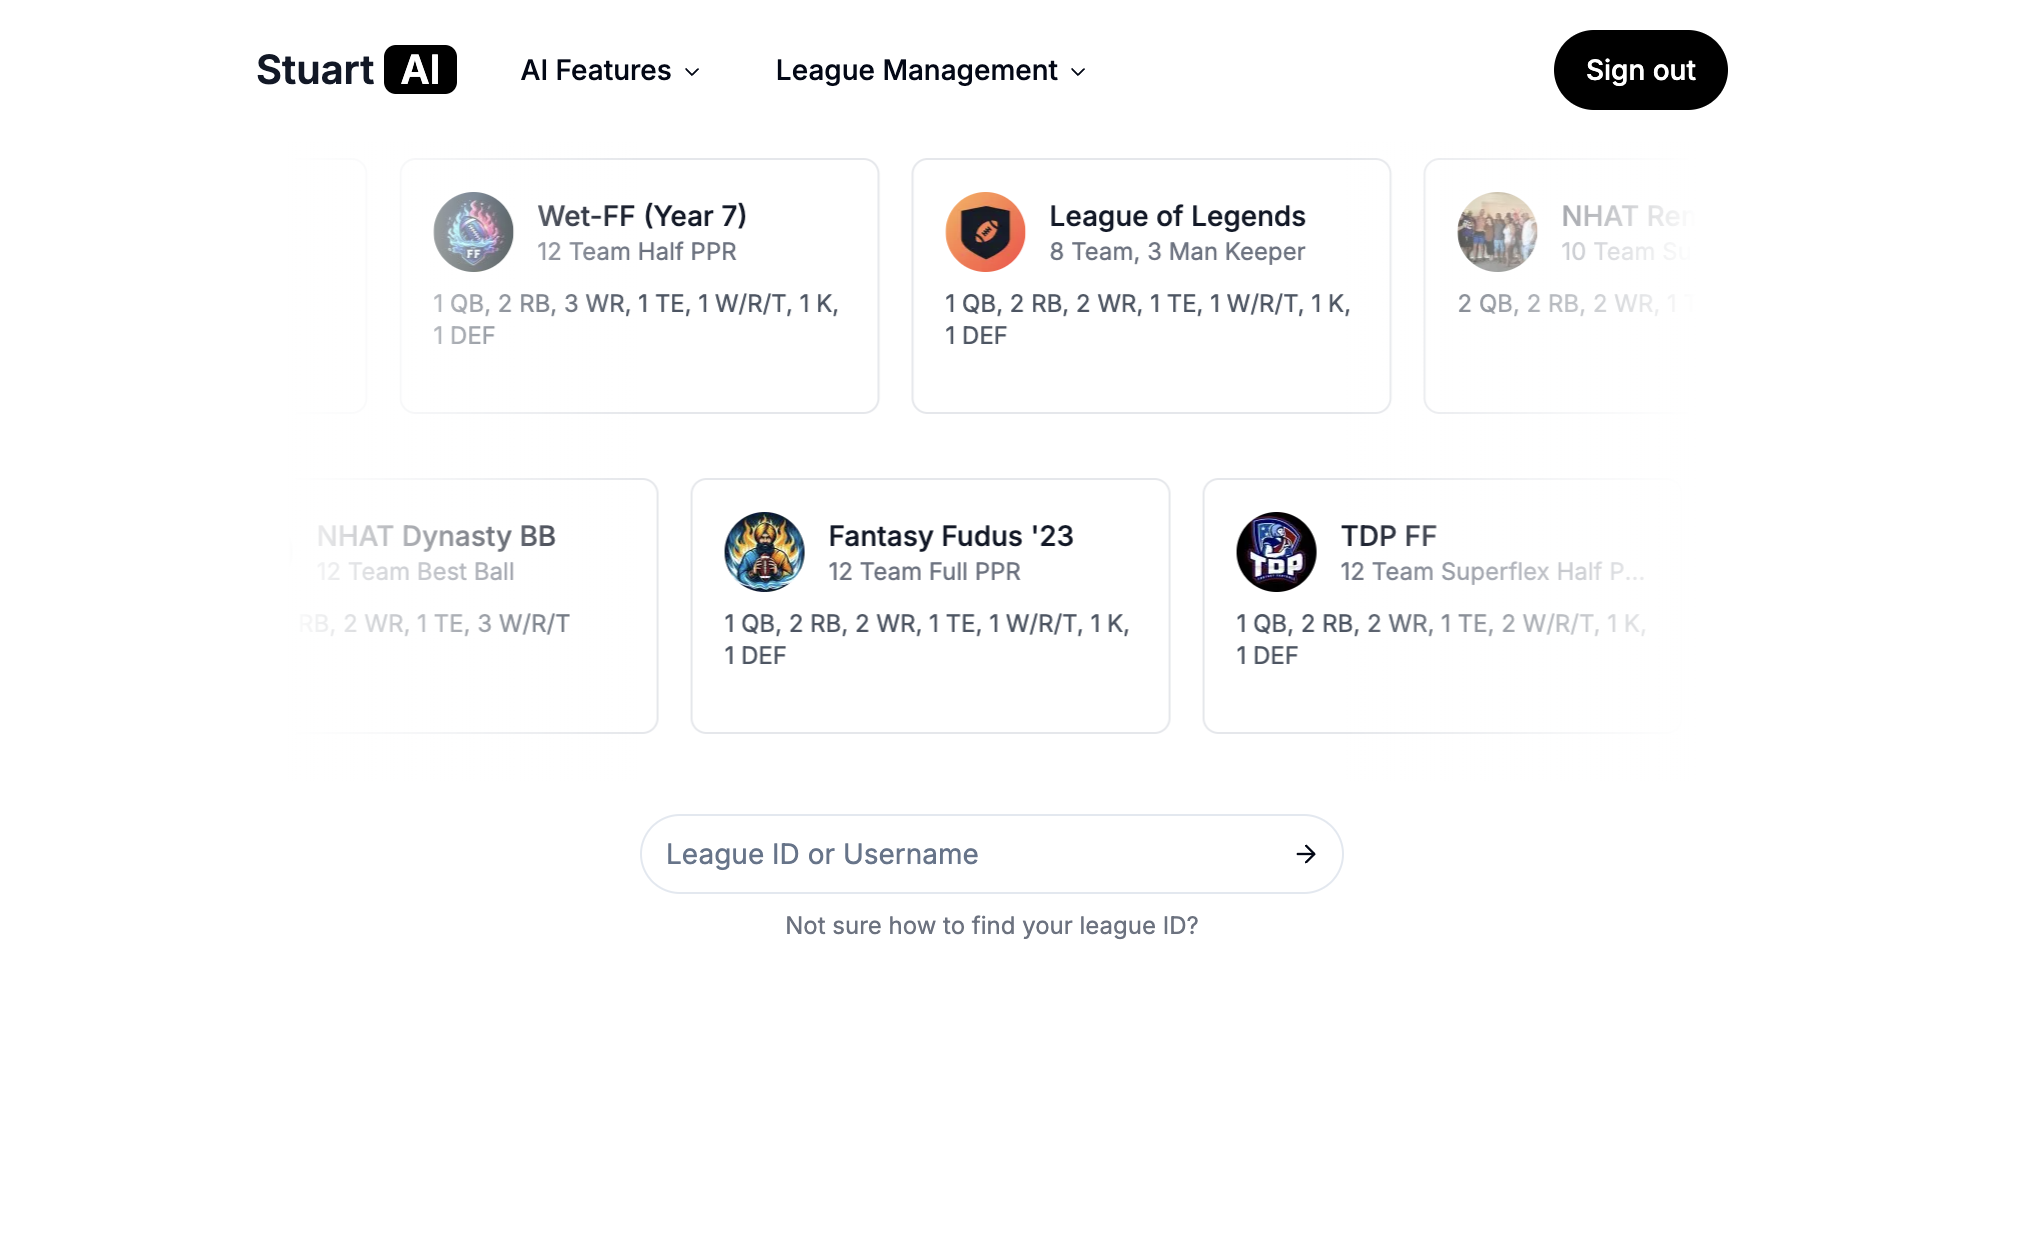 Stuart AI
AI Features
League Management
Sign out
Wet-FF (Year 7)
12 Team Half PPR
1 QB, 2 RB, 3 WR, 1 TE, 1 W/R/T, 1 K,
1 DEF
League of Legends
8 Team, 3 Man Keeper
1 QB, 2 RB, 2 WR, 1 TE, 1 W/R/T, 1 K,
1 DEF
NHAT
10 Team
2 QB, 2 RB, 2 WR, 1
NHAT Dynasty BB
12 Team Best Ball
RB, 2 WR, 1 TE, 3 W/R/T
FF
Fantasy Fudus '23
12 Team Full PPR
1 QB, 2 RB, 2 WR, 1 TE, 1 W/R/T, 1 K,
1 DEF
TDP
TDP FF
12 Team Superflex Half P...
1 QB, 2 RB, 2 WR, 1 TE, 2 W/R/T, 1 K,
1 DEF
League ID or Username
Not sure how to find your league ID?